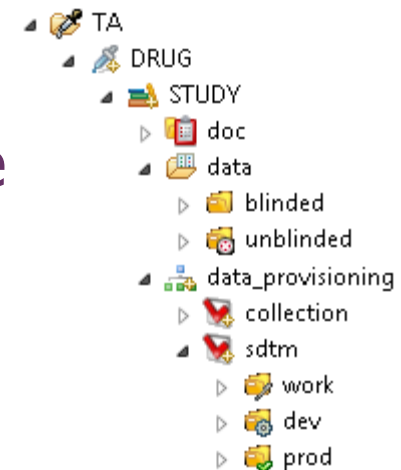 TA
DRUG
STUDY
doc
e
data
blinded
unblinded
data_provisioning
collection
sdtm
work
dev
prod